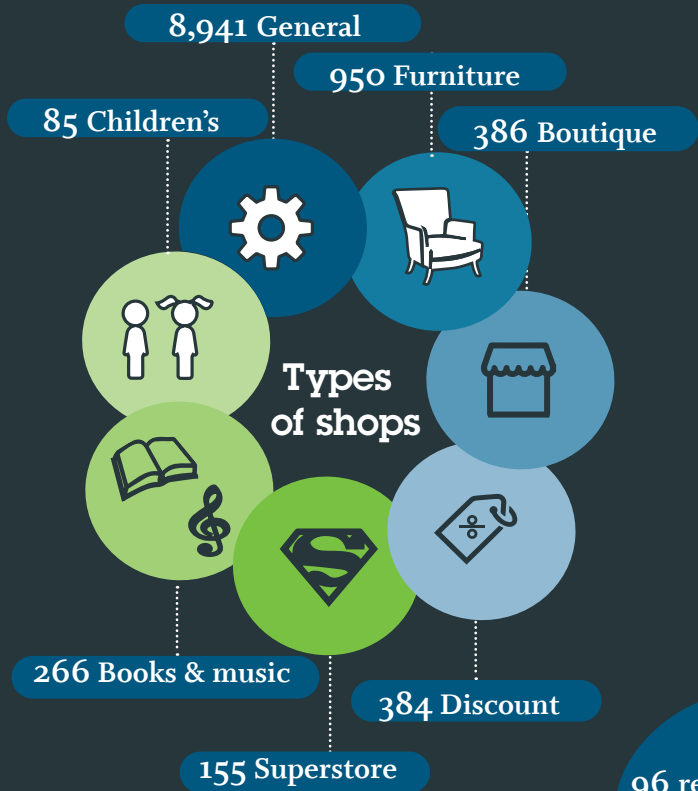 8,941 General
950 Furniture
85 Children's
386 Boutique
Types
of shops
266 Books & music
384 Discount
155 Superstore
96